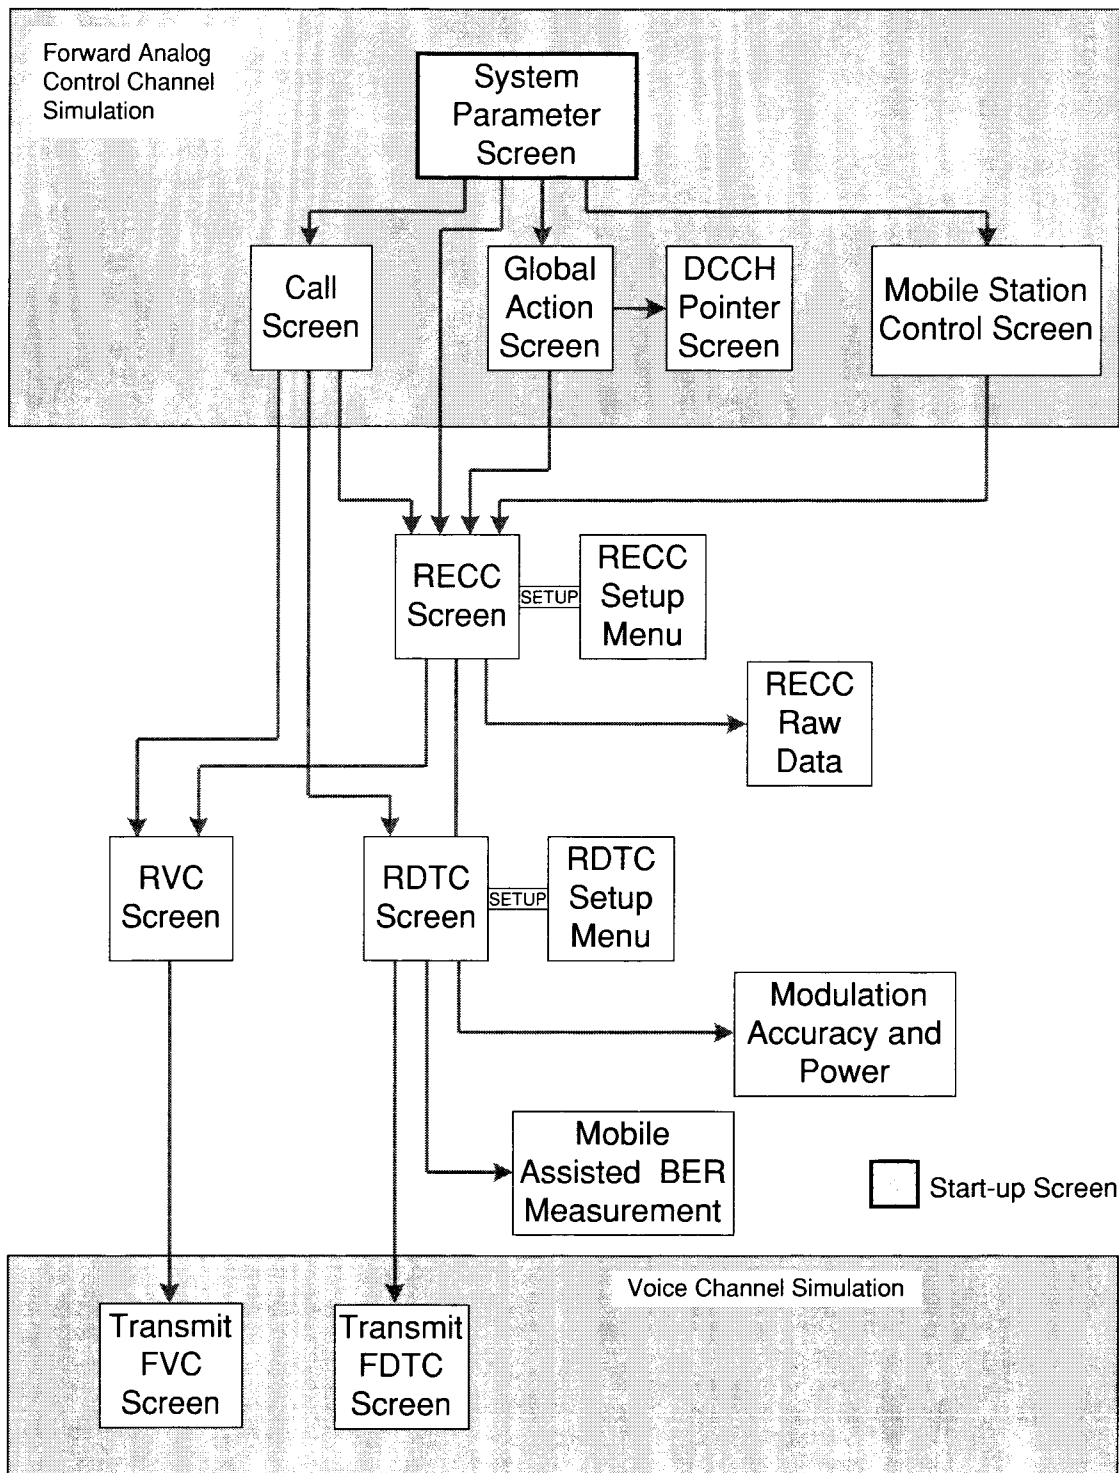 Forward Analog
Control Channel
Simulation
System
Parameter
Screen
Call
Screen
Global
Action
Screen
DCCH
Pointer
Screen
Mobile Station
Control Screen
RECC
Screen
SETUP
RECC
Setup
Menu
RECC
Raw
Data
RVC
Screen
RDTC
Screen
SETUP
RDTC
Setup
Menu
Modulation
Accuracy and
Power
Mobile
Assisted BER
Measurement
Start-up Screen
Voice Channel Simulation
Transmit
FVC
Screen
Transmit
FDTC
Screen